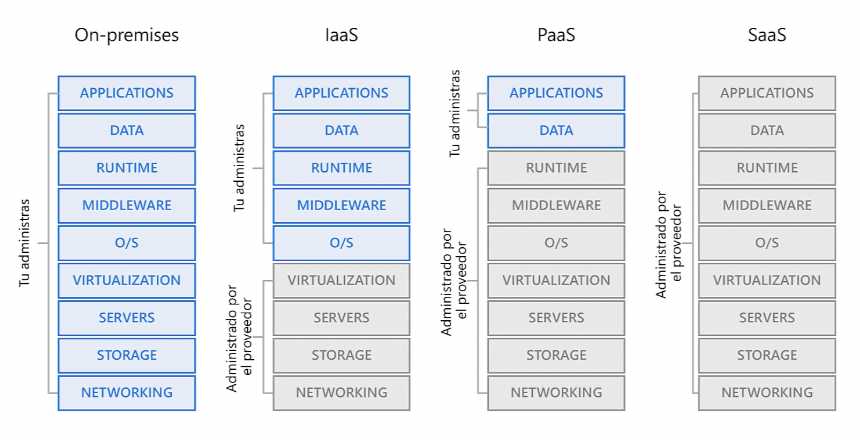 On-premises
IaaS
PaaS
SaaS
Tu administras
APPLICATIONS
DATA
RUNTIME
MIDDLEWARE
O/S
VIRTUALIZATION
SERVERS
STORAGE
NETWORKING
Tu administras
Administrado por
el proveedor
APPLICATIONS
DATA
RUNTIME
MIDDLEWARE
O/S
VIRTUALIZATION
SERVERS
STORAGE
NETWORKING
Tu administras
Administrado por
el proveedor
APPLICATIONS
DATA
RUNTIME
MIDDLEWARE
O/S
VIRTUALIZATION
SERVERS
STORAGE
NETWORKING
Administrado por
el proveedor
APPLICATIONS
DATA
RUNTIME
MIDDLEWARE
O/S
VIRTUALIZATION
SERVERS
STORAGE
NETWORKING